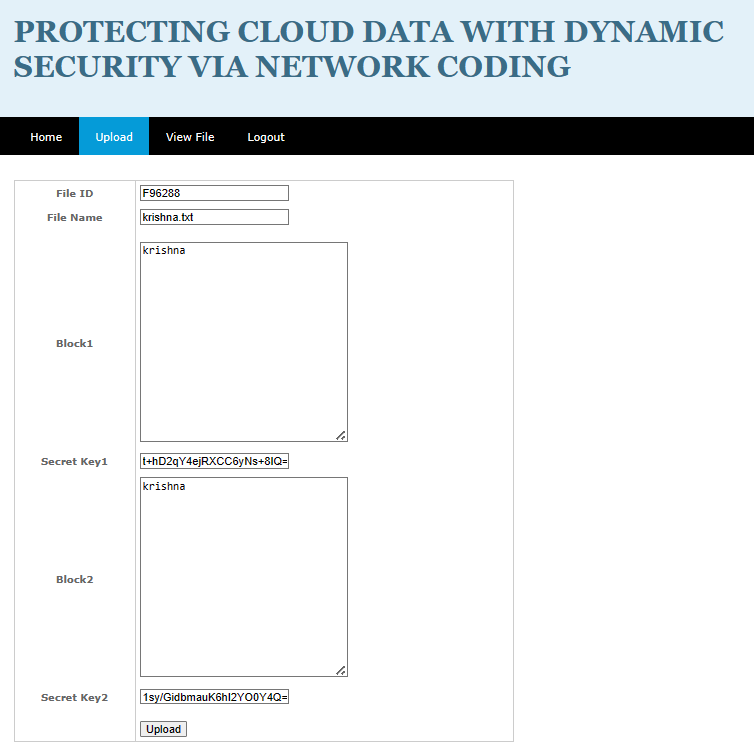 PROTECTING CLOUD DATA WITH DYNAMIC
SECURITY VIA NETWORK CODING
Home Upload View File Logout
File ID F96288
File Name krishna.txt
krishna
Block1
Secret Key1 t+hD2qY4ejRXCC6yNs+8IQ=
krishna
Block2
Secret Key2 1sy/GidbmauK6hI2YO0Y4Q=
Upload